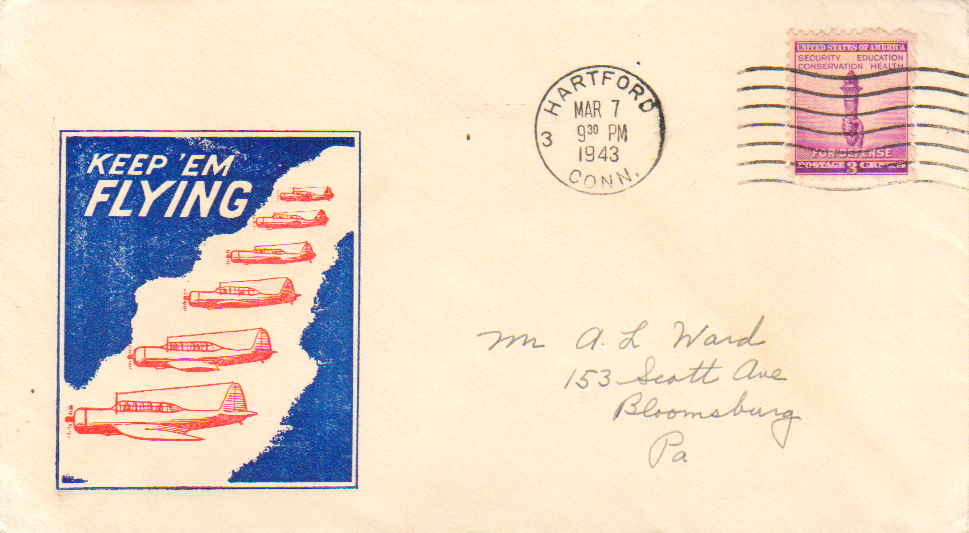 KEEP 'EM
FLYING
HARTFORD
MAR 7
9³⁰ PM
1943
3
CONN.
UNITED STATES OF AMERICA
SECURITY EDUCATION
CONSERVATION HEALTH
FOR DEFENSE
POSTAGE 3 CENTS
Mr A. L Ward
153 Scott Ave
Bloomsburg
Pa